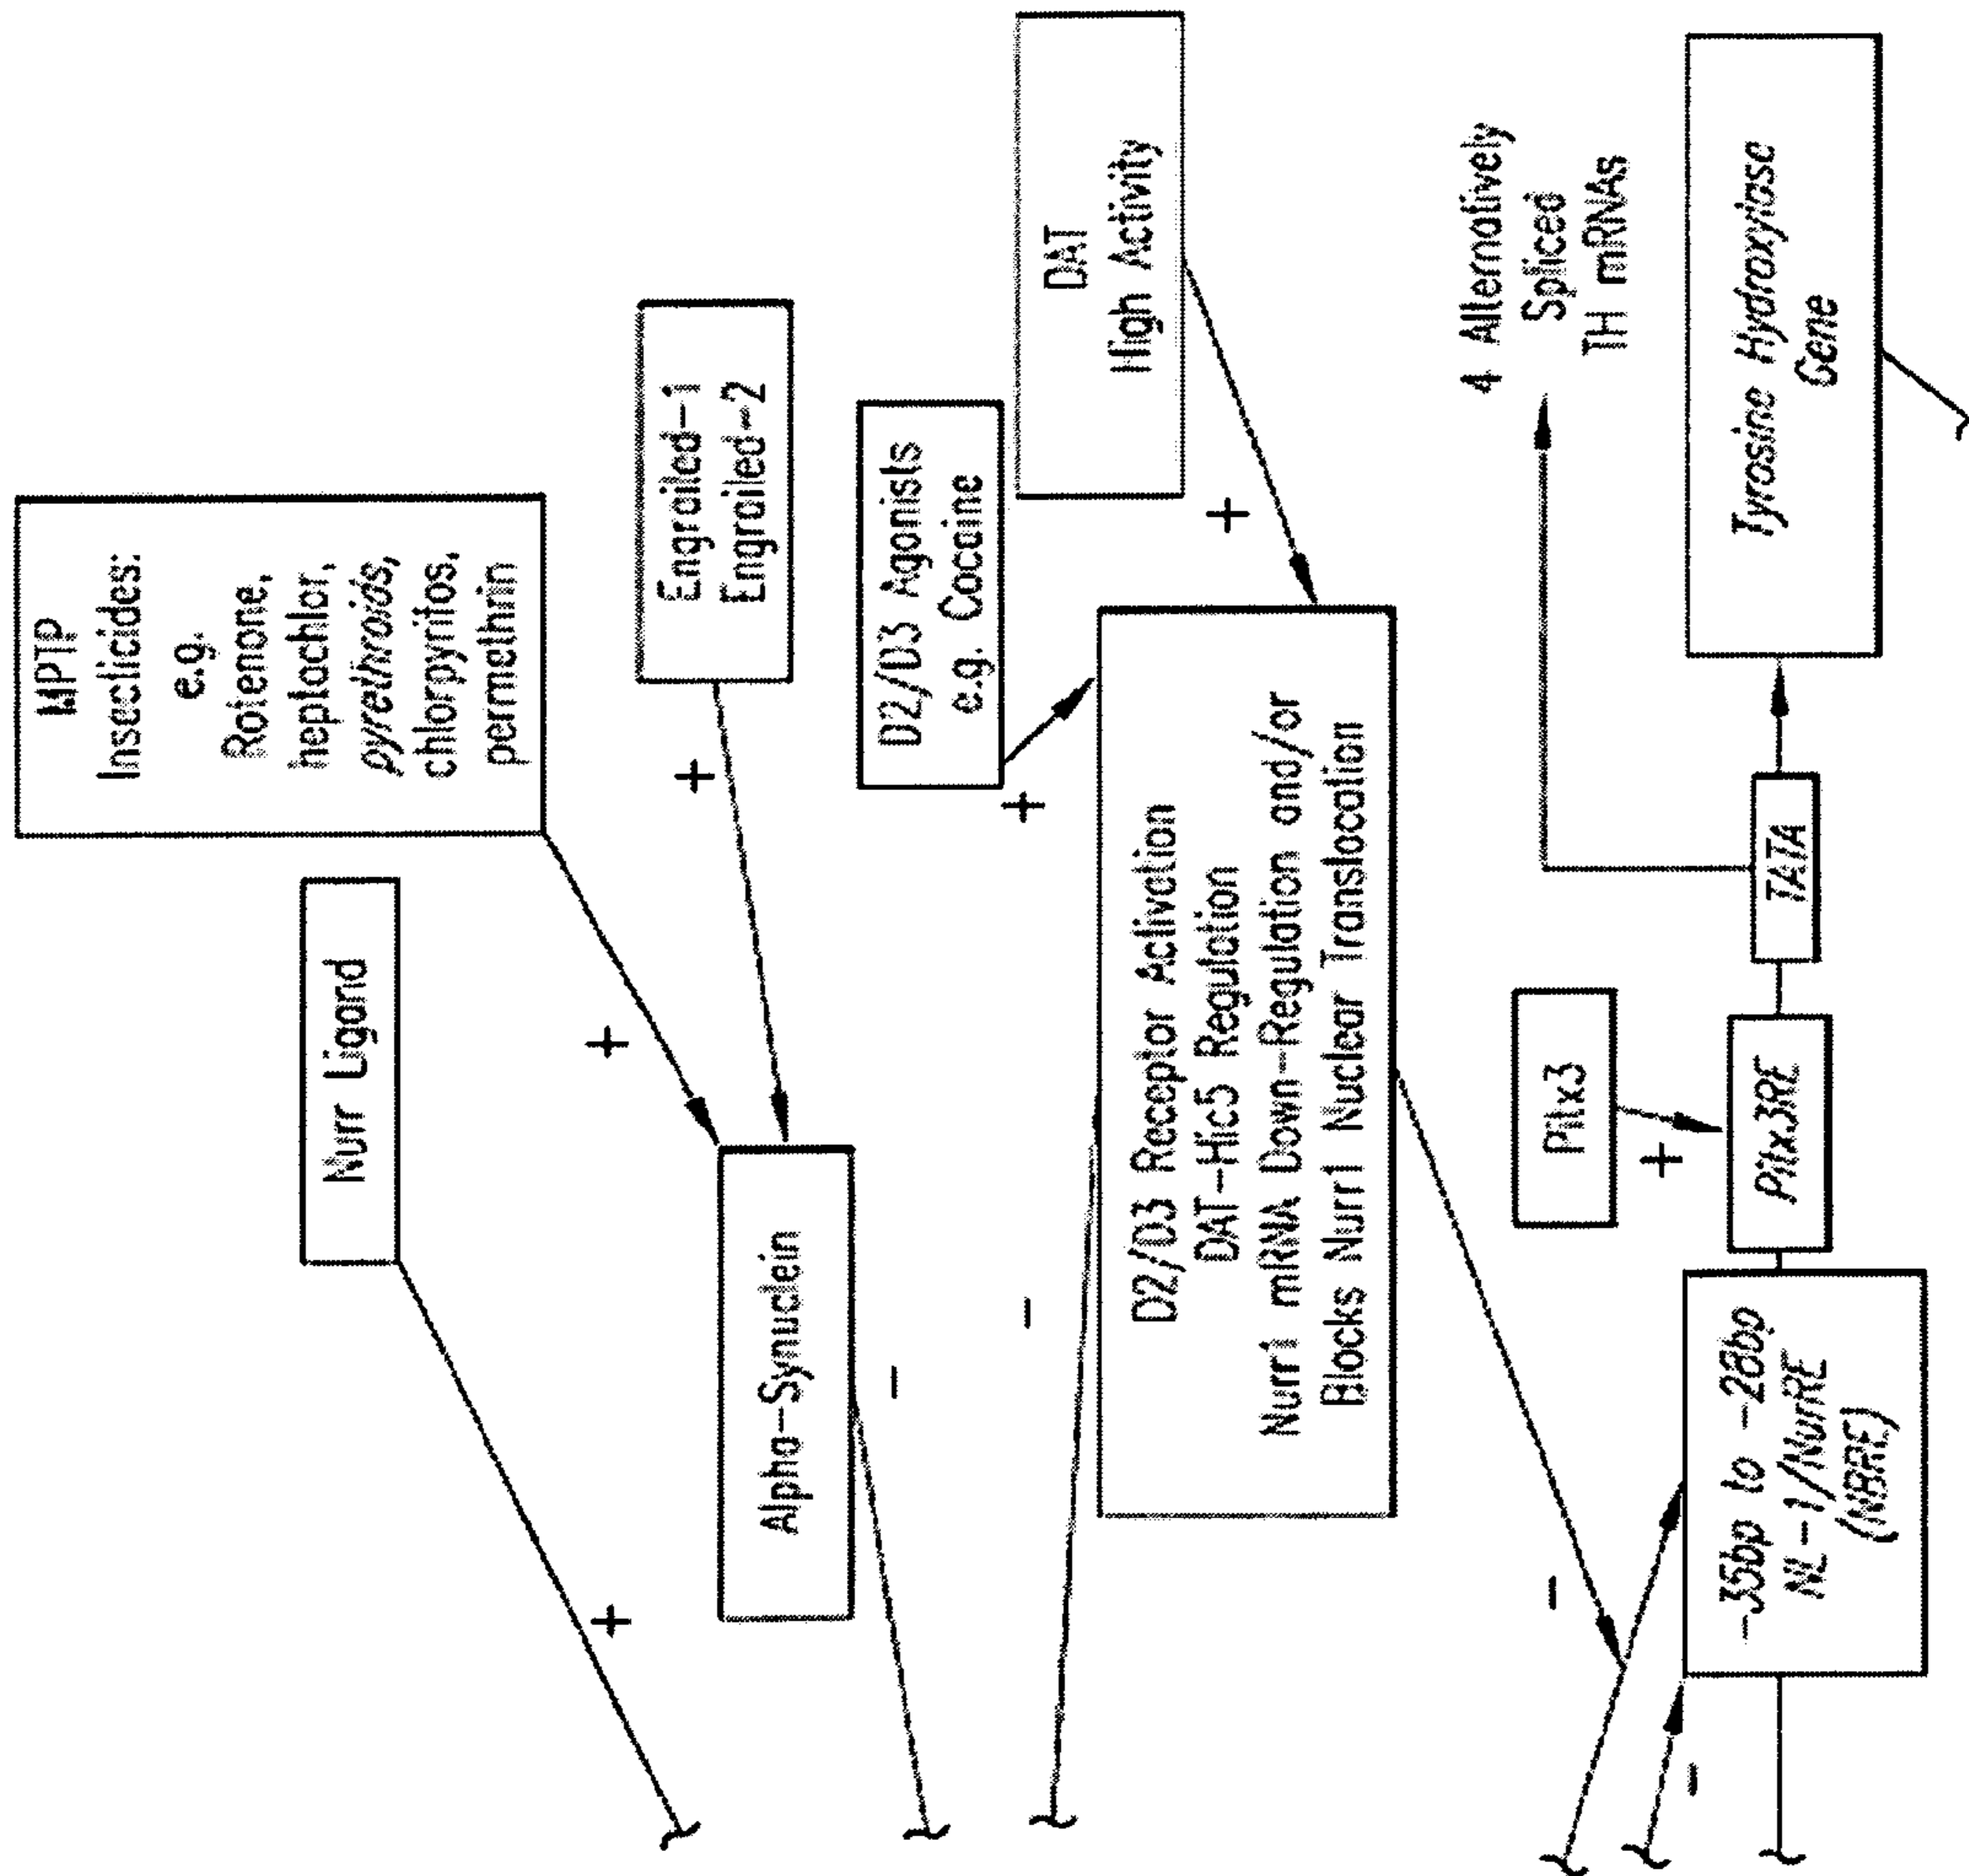 MPTP
Insecticides:
e.g.
Rotenone,
heptachlor,
pyrethroids,
chlorpyritos,
permethrin
Nurr Ligand
+
+
Engrailed-1
Engrailed-2
+
Alpha-Synuclein
-
D2/D3 Agonists
e.g. Cocaine
+
DAT
High Activity
+
-
D2/D3 Receptor Activation
DAT-Hic5 Regulation
Nurr1 mRNA Down-Regulation and/or
Blocks Nurr1 Nuclear Translocation
-
4 Alternatively
Spliced
TH mRNAs
Pitx3
+
-
-35bp to -28bp
NL-1/NurRE
(NBRE)
Pitx3RE
TATA
Tyrosine Hydroxylase
Gene